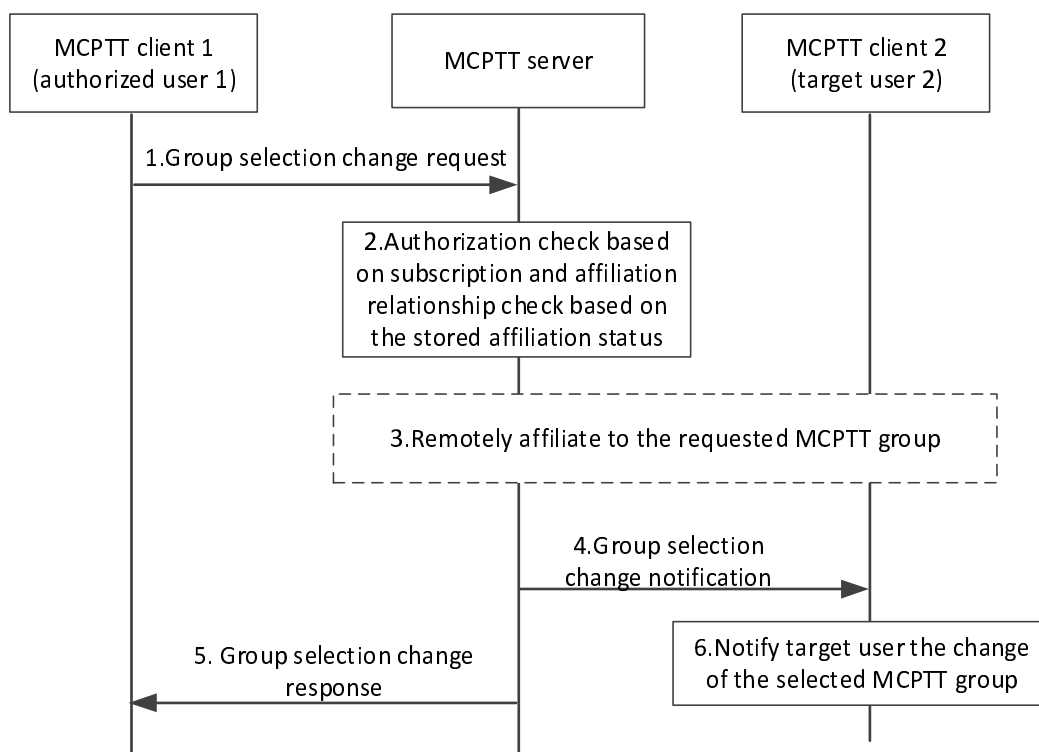 MCPTT client 1
(authorized user 1)
MCPTT server
MCPTT client 2
(target user 2)
1.Group selection change request
2.Authorization check based
on subscription and affiliation
relationship check based on
the stored affiliation status
3.Remotely affiliate to the requested MCPTT group
4.Group selection
change notification
5. Group selection change
response
6.Notify target user the change
of the selected MCPTT group